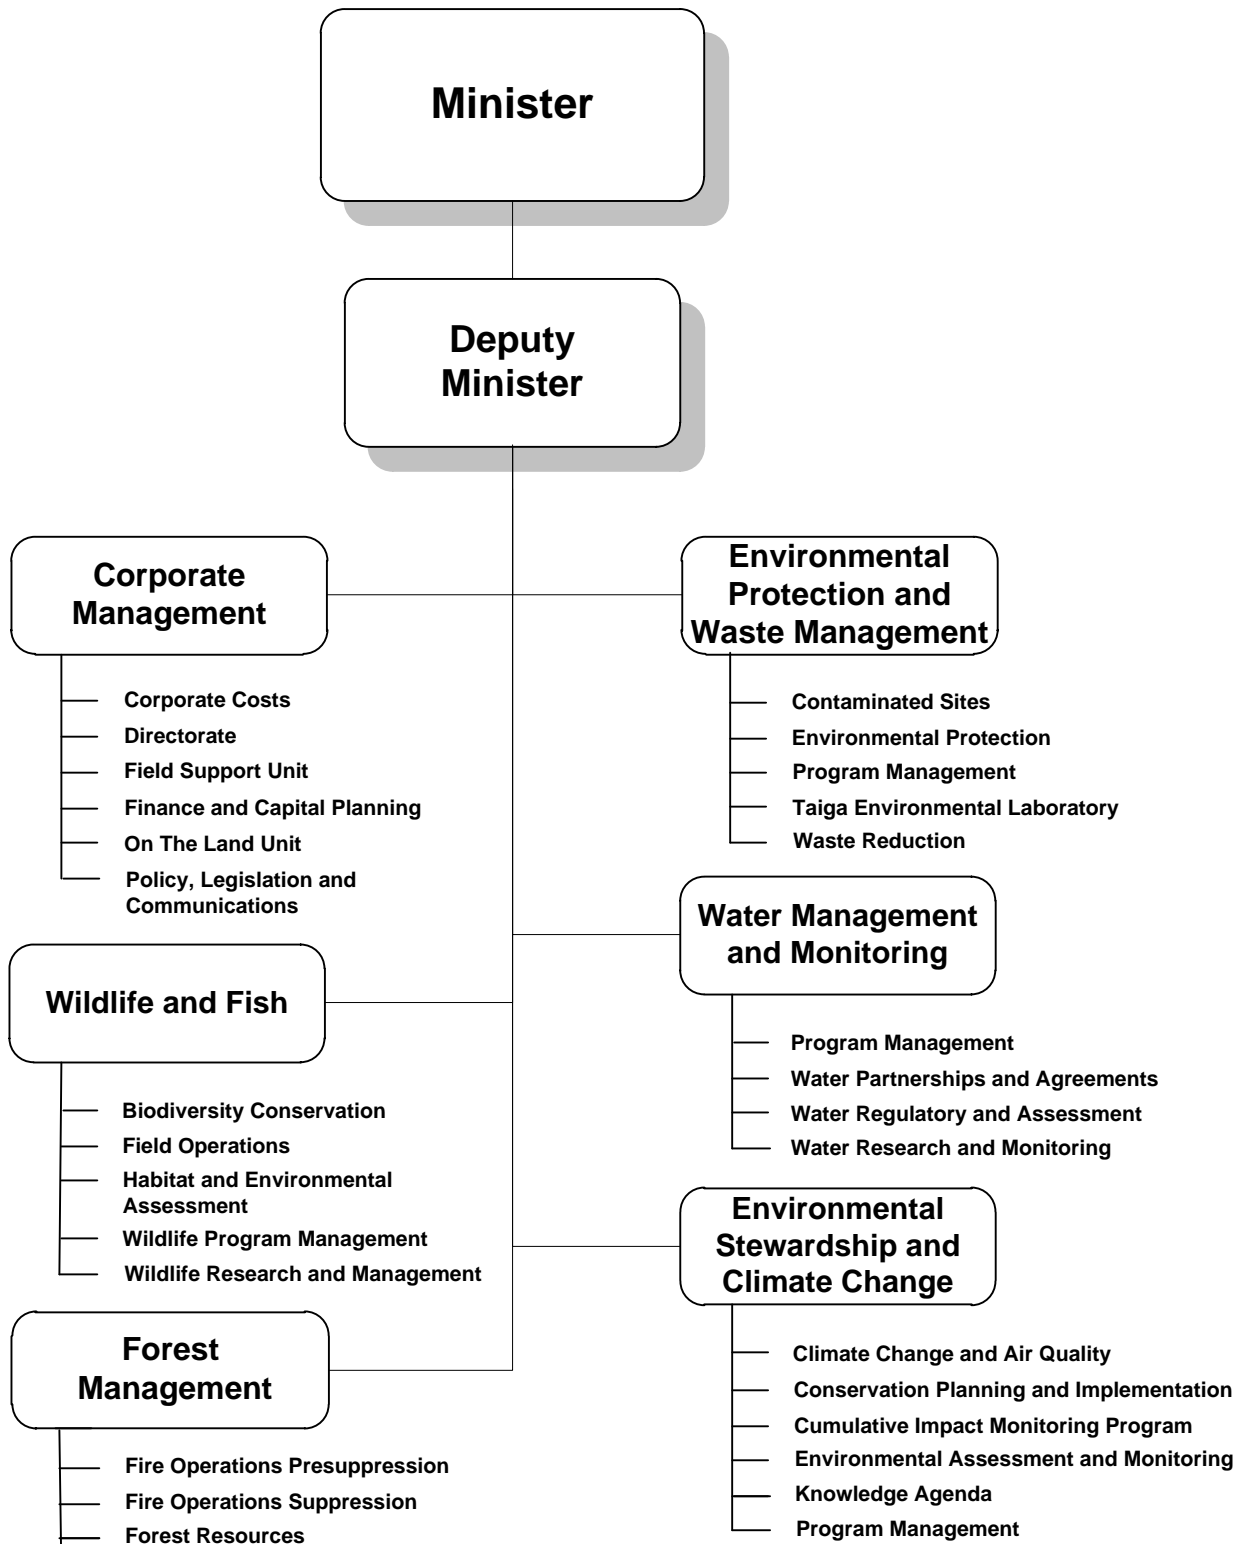 Minister
Deputy
Minister
Corporate
Management
Corporate Costs
Directorate
Field Support Unit
Finance and Capital Planning
On The Land Unit
Policy, Legislation and
Communications
Wildlife and Fish
Biodiversity Conservation
Field Operations
Habitat and Environmental
Assessment
Wildlife Program Management
Wildlife Research and Management
Forest
Management
Fire Operations Presuppression
Fire Operations Suppression
Forest Resources
Environmental
Protection and
Waste Management
Contaminated Sites
Environmental Protection
Program Management
Taiga Environmental Laboratory
Waste Reduction
Water Management
and Monitoring
Program Management
Water Partnerships and Agreements
Water Regulatory and Assessment
Water Research and Monitoring
Environmental
Stewardship and
Climate Change
Climate Change and Air Quality
Conservation Planning and Implementation
Cumulative Impact Monitoring Program
Environmental Assessment and Monitoring
Knowledge Agenda
Program Management